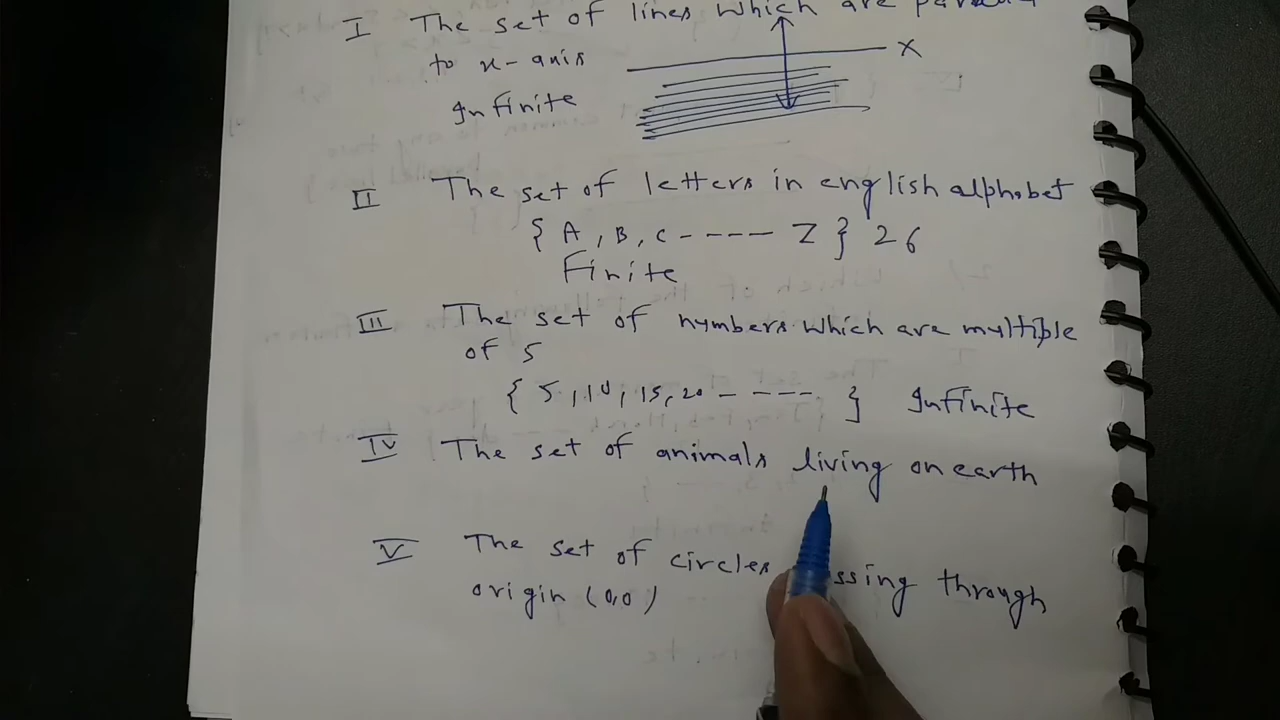 I The set of lines which are parallel
to x-axis
X
Infinite
II The set of letters in english alphabet
{ A, B, C ----- Z } 26
Finite
III The set of numbers which are multiple
of 5
{ 5, 10, 15, 20 - ---- } Infinite
IV The set of animals living on earth
V The set of circles ssing through
origin (0,0)